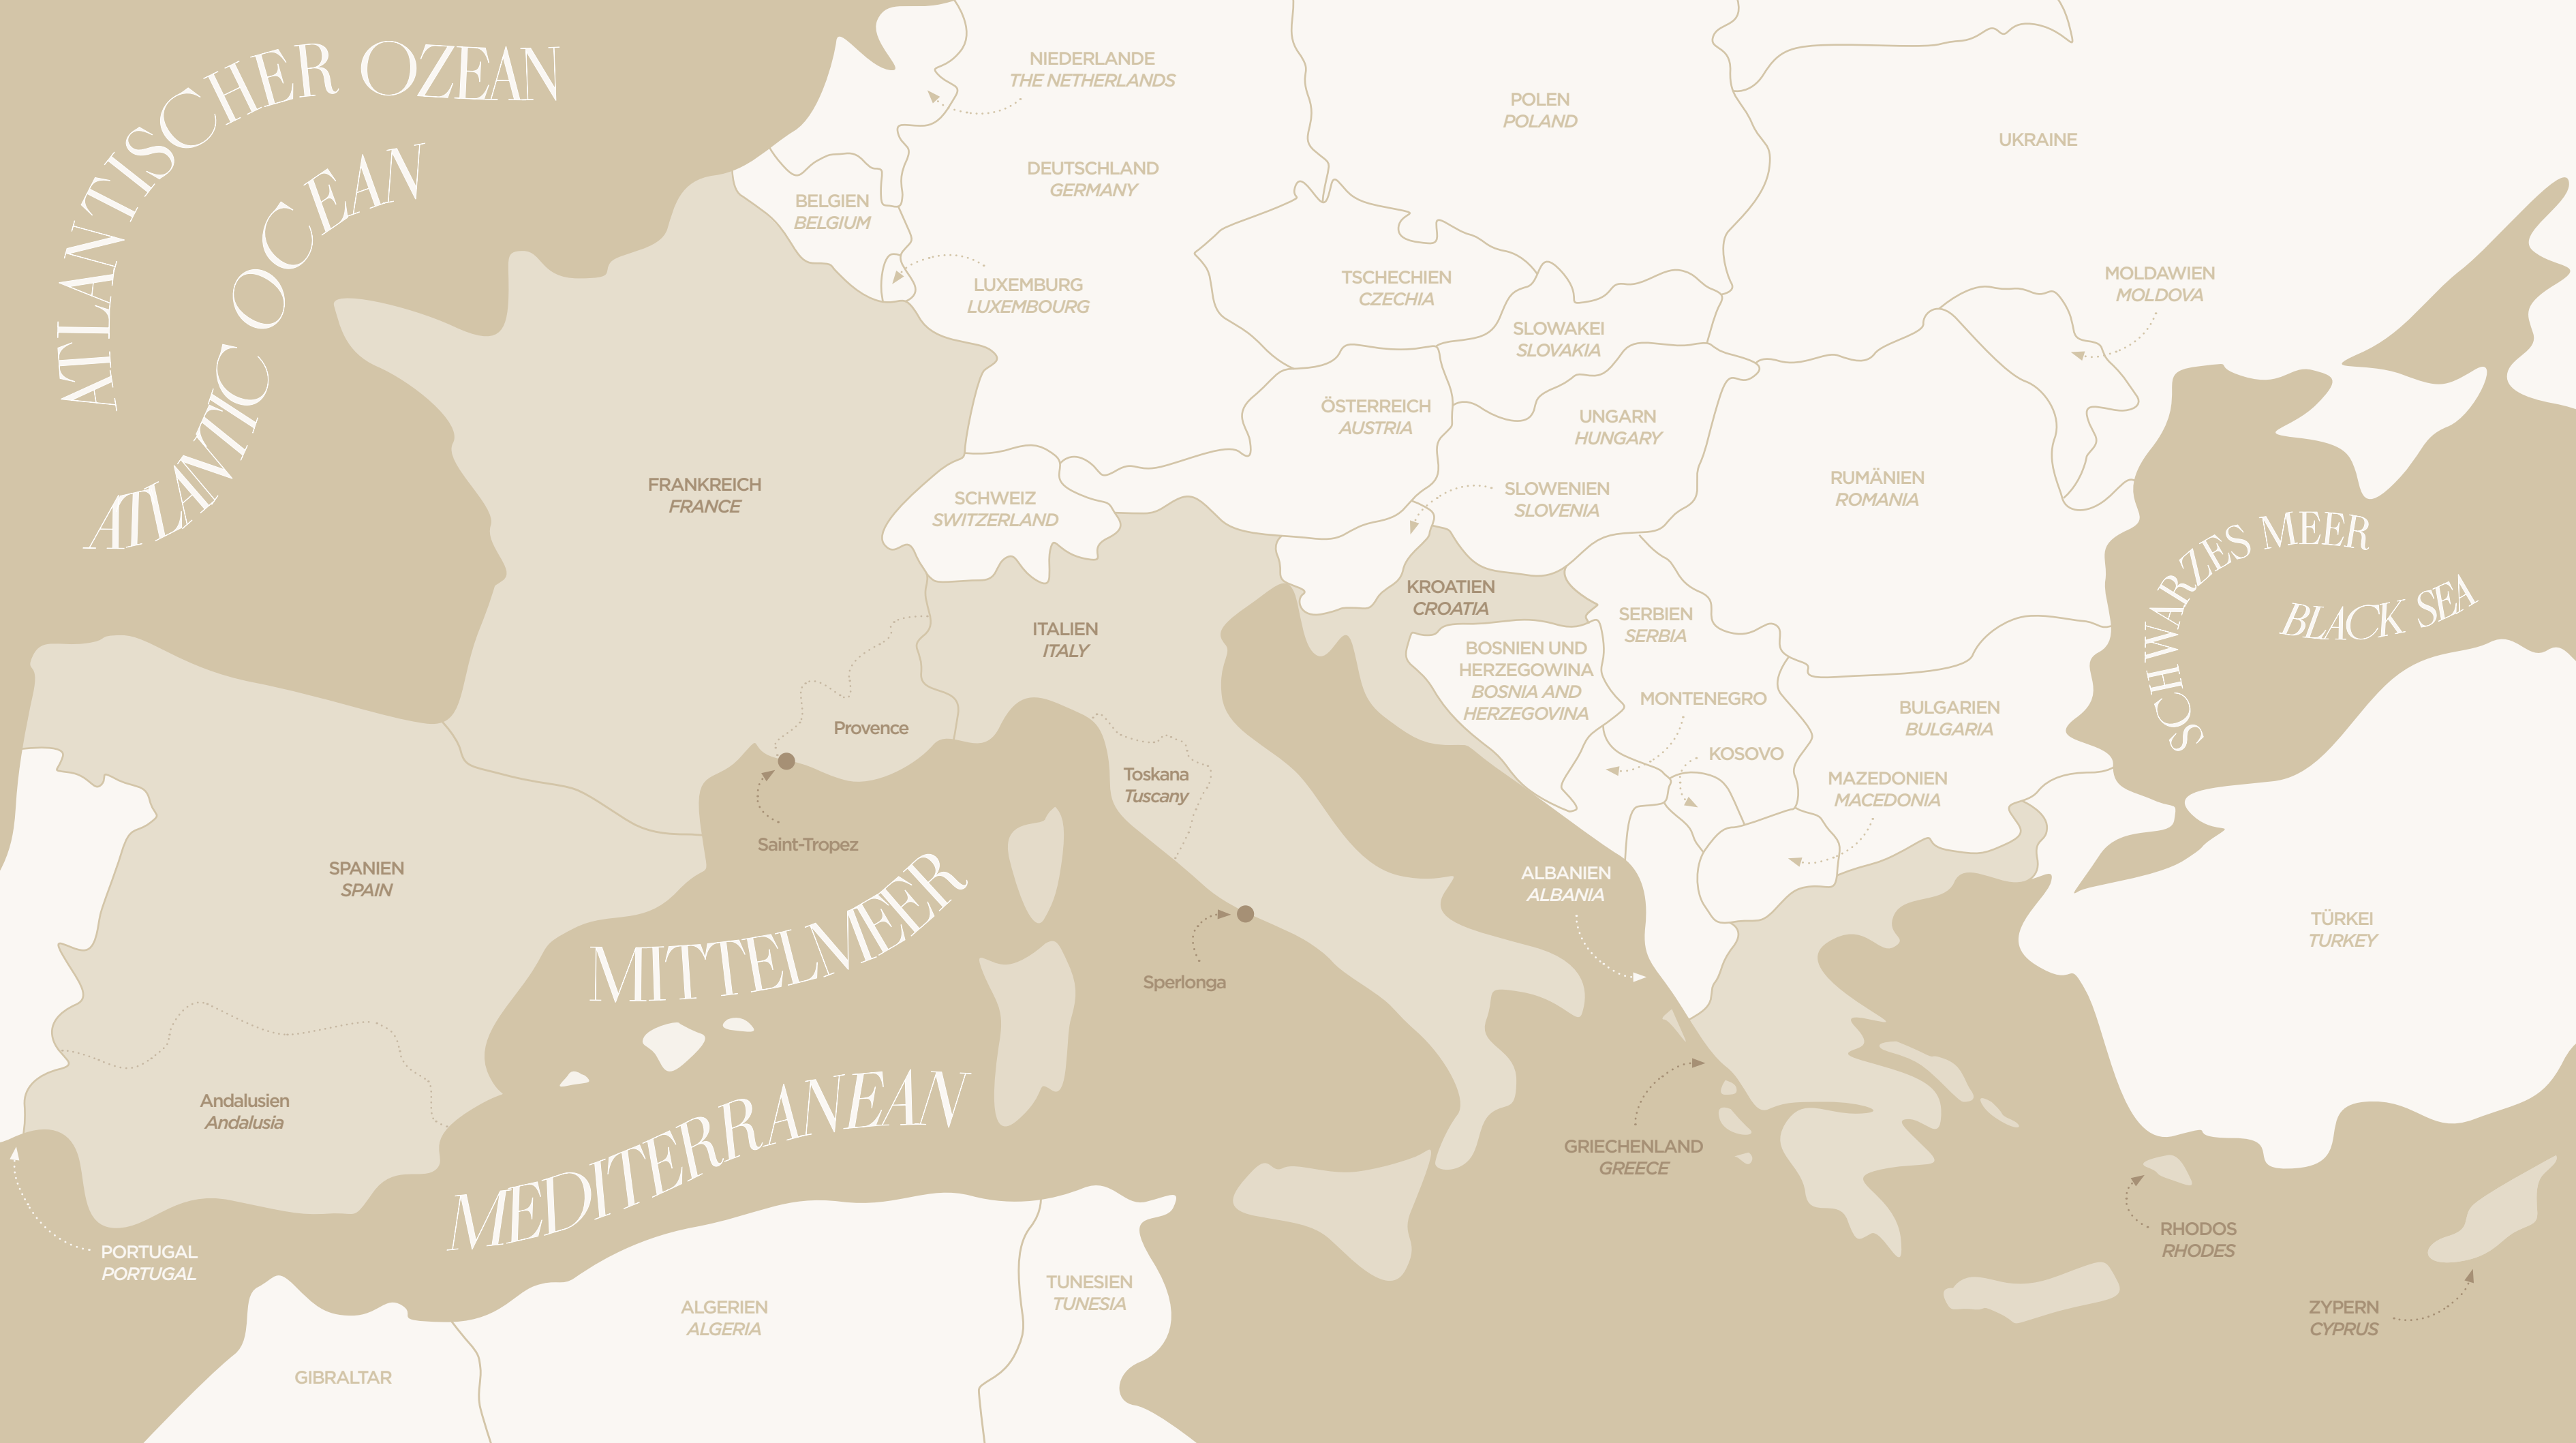 ATLANTISCHER OZEAN
ATLANTIC OCEAN
NIEDERLANDE
THE NETHERLANDS
POLEN
POLAND
UKRAINE
DEUTSCHLAND
GERMANY
BELGIEN
BELGIUM
LUXEMBURG
LUXEMBOURG
TSCHECHIEN
CZECHIA
MOLDAWIEN
MOLDOVA
SLOWAKEI
SLOVAKIA
ÖSTERREICH
AUSTRIA
UNGARN
HUNGARY
FRANKREICH
FRANCE
SCHWEIZ
SWITZERLAND
SLOWENIEN
SLOVENIA
RUMÄNIEN
ROMANIA
SCHWARZES MEER
BLACK SEA
KROATIEN
CROATIA
ITALIEN
ITALY
SERBIEN
SERBIA
BOSNIEN UND
HERZEGOWINA
BOSNIA AND
HERZEGOVINA
MONTENEGRO
BULGARIEN
BULGARIA
Provence
KOSOVO
Toskana
Tuscany
MAZEDONIEN
MACEDONIA
Saint-Tropez
SPANIEN
SPAIN
ALBANIEN
ALBANIA
TÜRKEI
TURKEY
MITTELMEER
Sperlonga
MEDITERRANEAN
Andalusien
Andalusia
GRIECHENLAND
GREECE
RHODOS
RHODES
PORTUGAL
PORTUGAL
TUNESIEN
TUNESIA
ALGERIEN
ALGERIA
ZYPERN
CYPRUS
GIBRALTAR